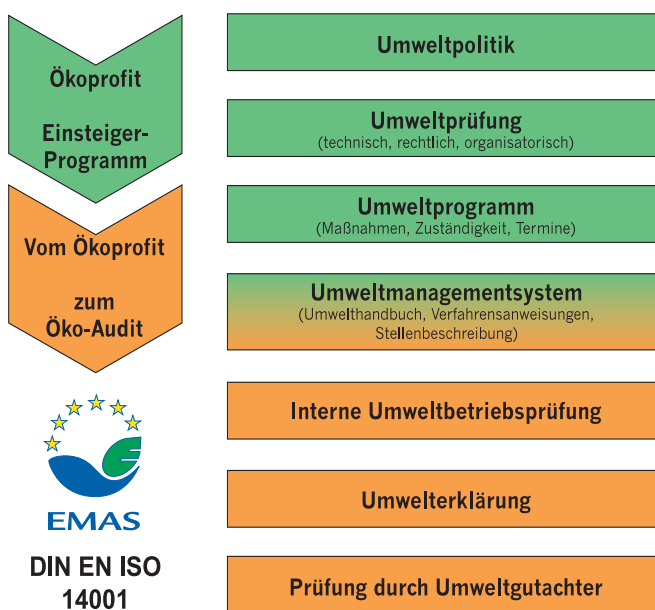 Ökoprofit
Einsteiger-
Programm
Vom Ökoprofit
zum
Öko-Audit
EMAS
DIN EN ISO
14001
Umweltpolitik
Umweltprüfung
(technisch, rechtlich, organisatorisch)
Umweltprogramm
(Maßnahmen, Zuständigkeit, Termine)
Umweltmanagementsystem
(Umwelthandbuch, Verfahrensanweisungen,
Stellenbeschreibung)
Interne Umweltbetriebsprüfung
Umwelterklärung
Prüfung durch Umweltgutachter